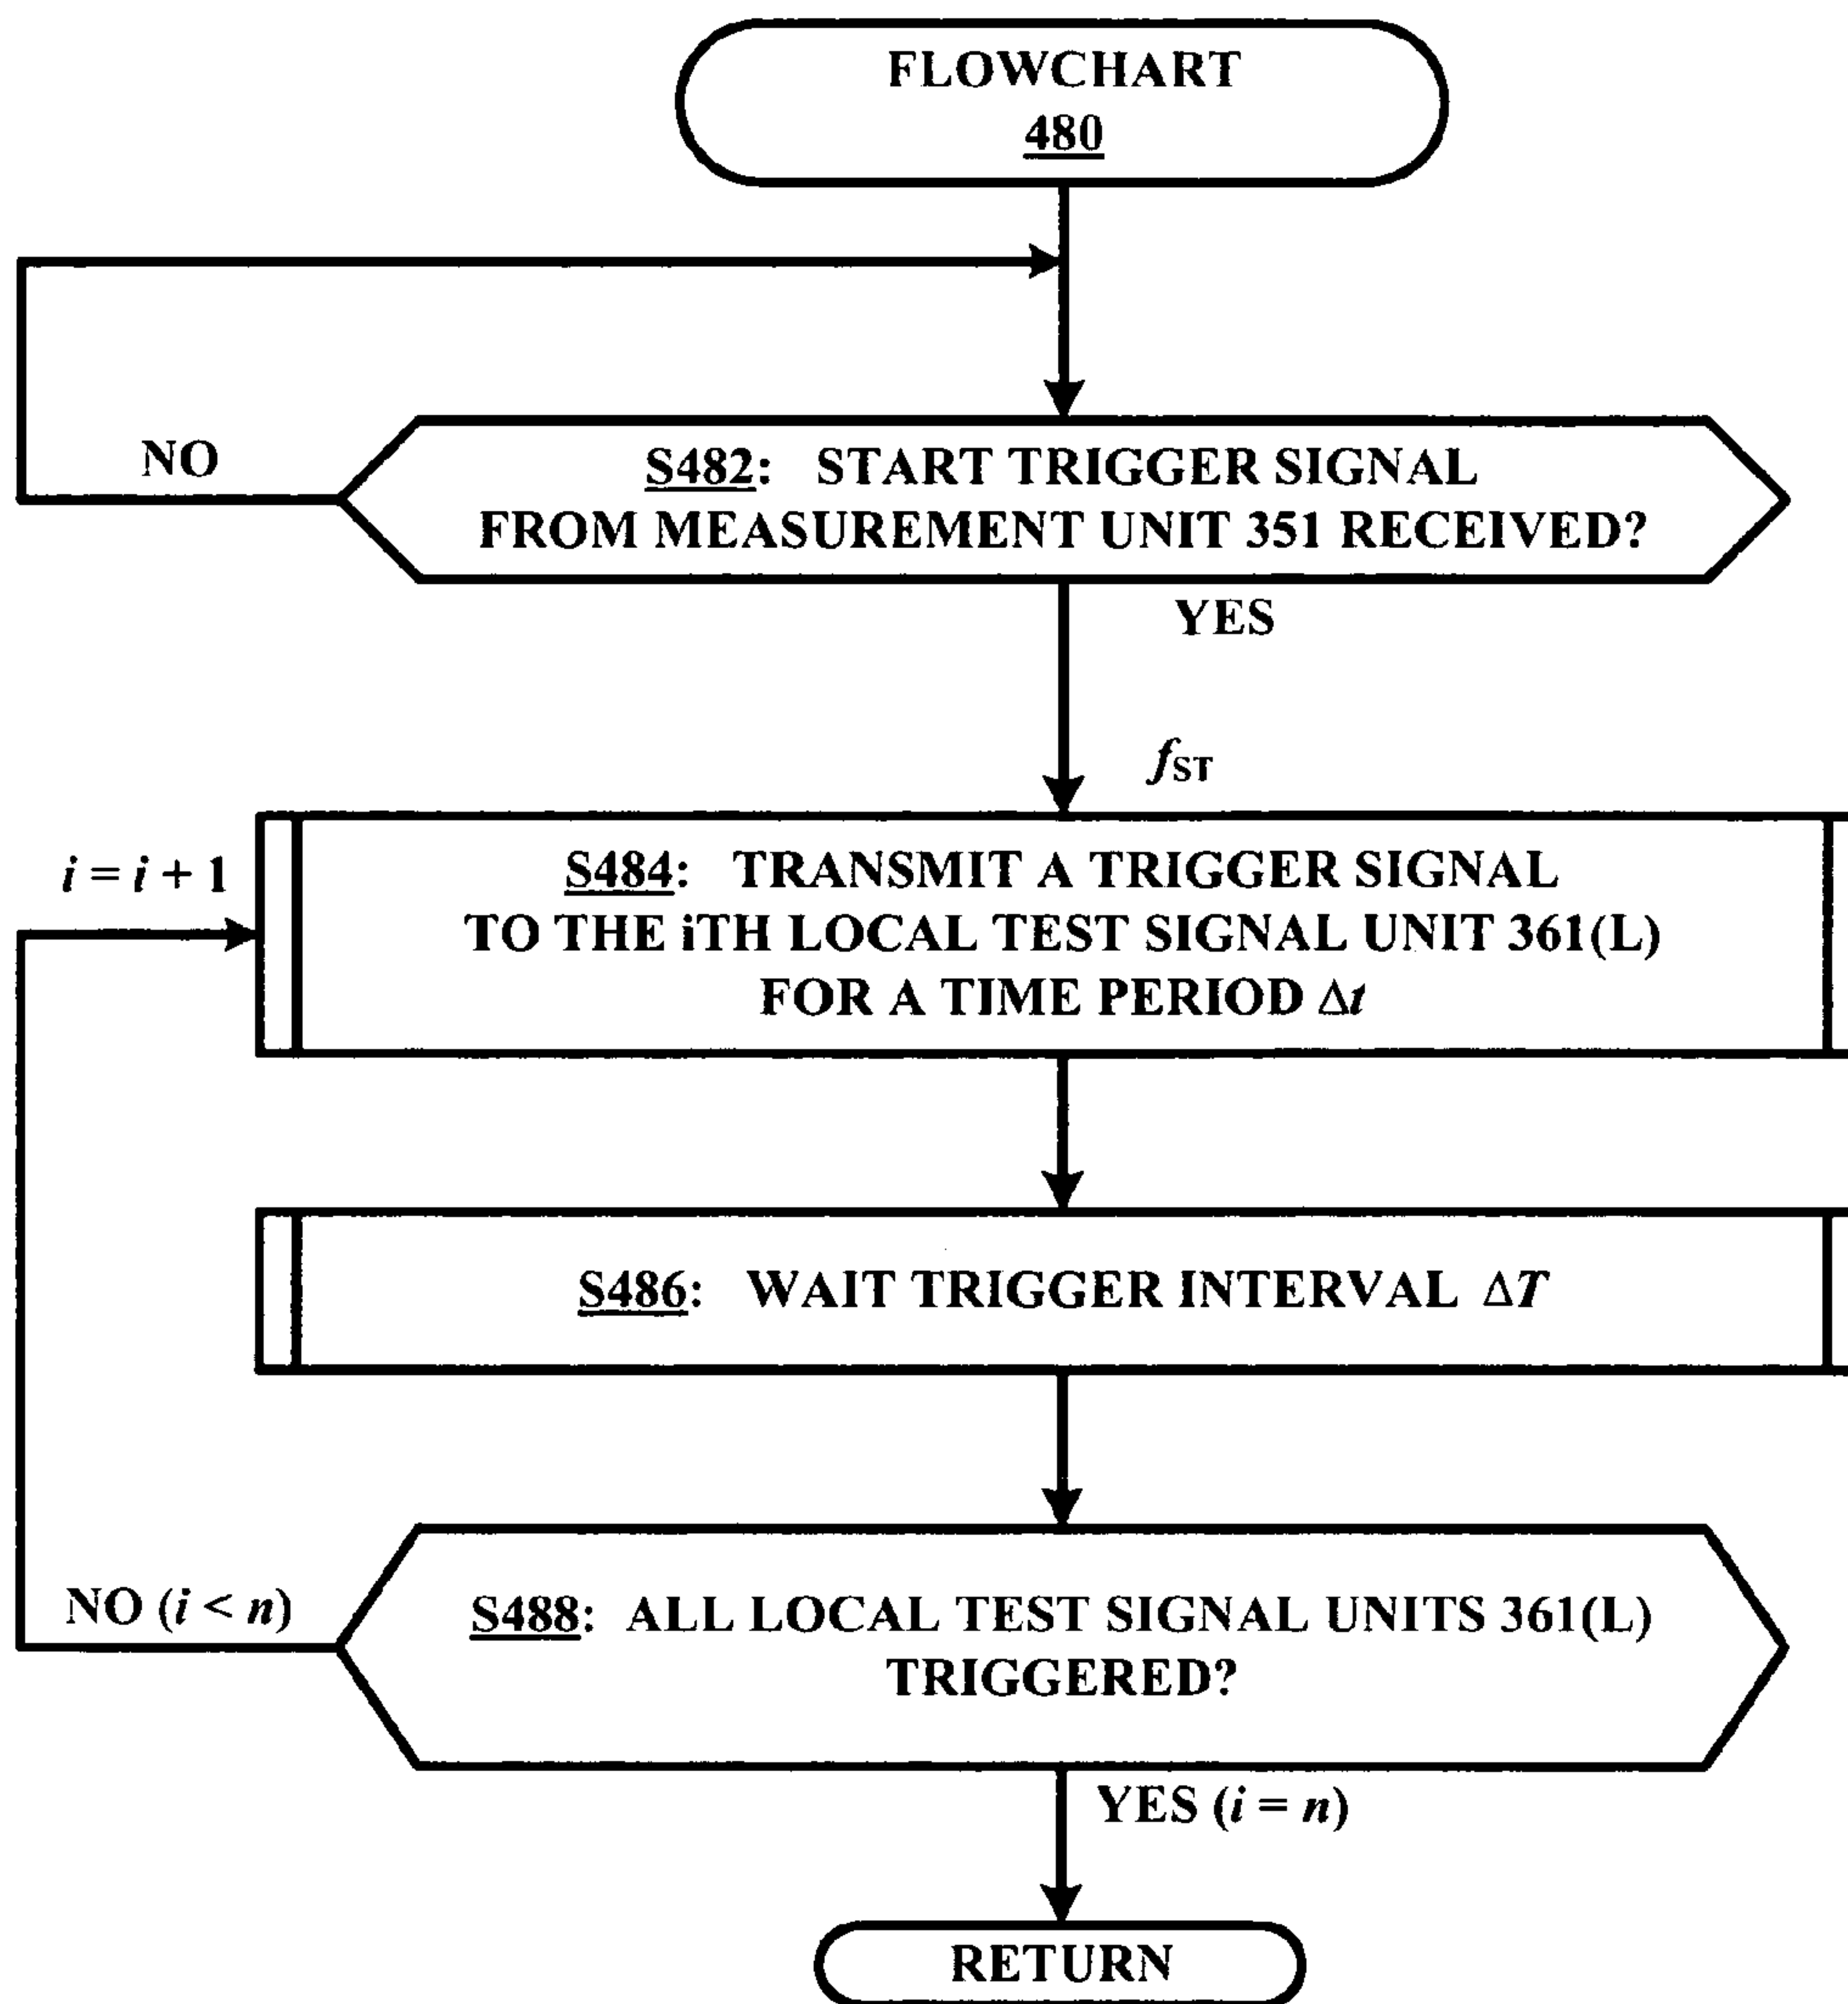 FLOWCHART
480
NO
S482: START TRIGGER SIGNAL
FROM MEASUREMENT UNIT 351 RECEIVED?
YES
fST
i = i + 1
S484: TRANSMIT A TRIGGER SIGNAL
TO THE iTH LOCAL TEST SIGNAL UNIT 361(L)
FOR A TIME PERIOD Δt
S486: WAIT TRIGGER INTERVAL ΔT
NO (i < n)
S488: ALL LOCAL TEST SIGNAL UNITS 361(L)
TRIGGERED?
YES (i = n)
RETURN